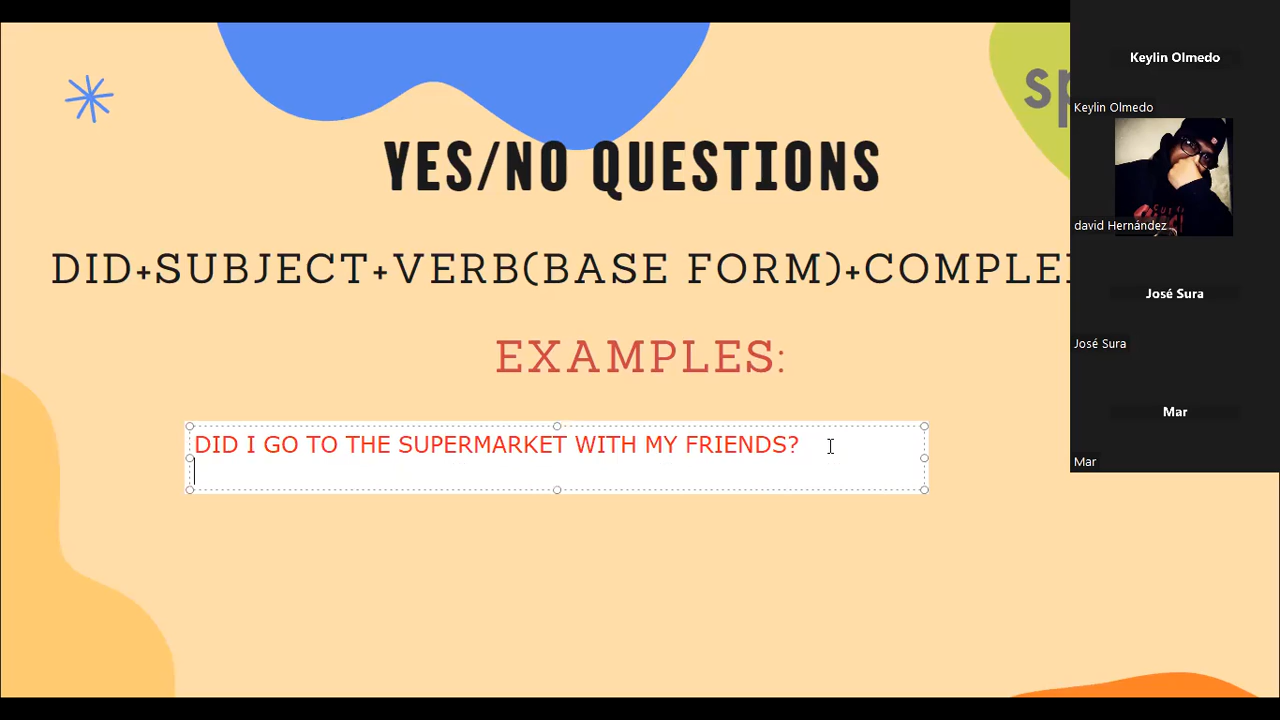 sp
YES/NO QUESTIONS
DID+SUBJECT+VERB(BASE FORM)+COMPLE
EXAMPLES:
DID I GO TO THE SUPERMARKET WITH MY FRIENDS?
Keylin Olmedo
Keylin Olmedo
david Hernández
José Sura
José Sura
Mar
Mar